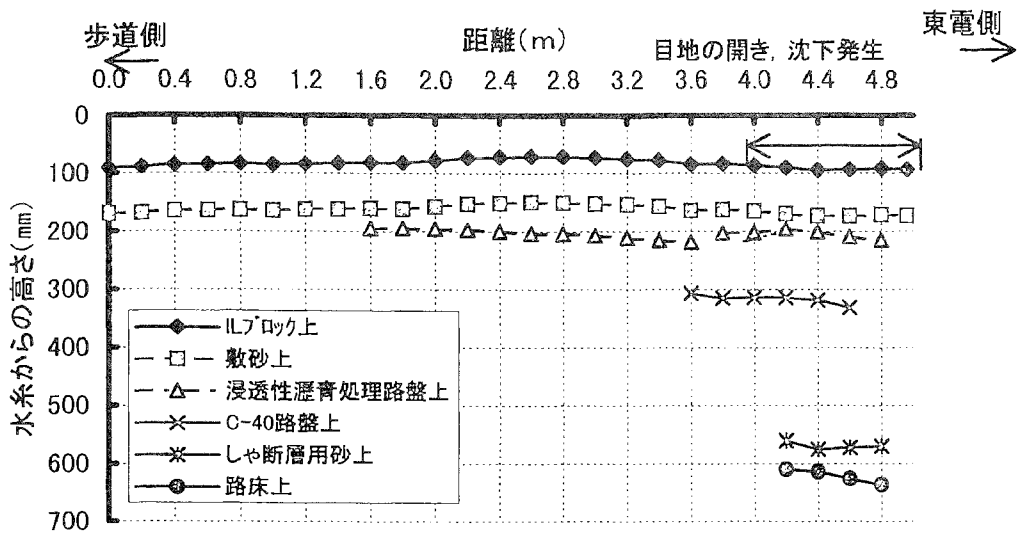 歩道側
距離(m)
東電側
目地の開き, 沈下発生
0.0 0.4 0.8 1.2 1.6 2.0 2.4 2.8 3.2 3.6 4.0 4.4 4.8
0
100
200
300
400
500
600
700
水糸からの高さ(mm)
ILブロック上
敷砂上
浸透性瀝青処理路盤上
C-40路盤上
しゃ断層用砂上
路床上